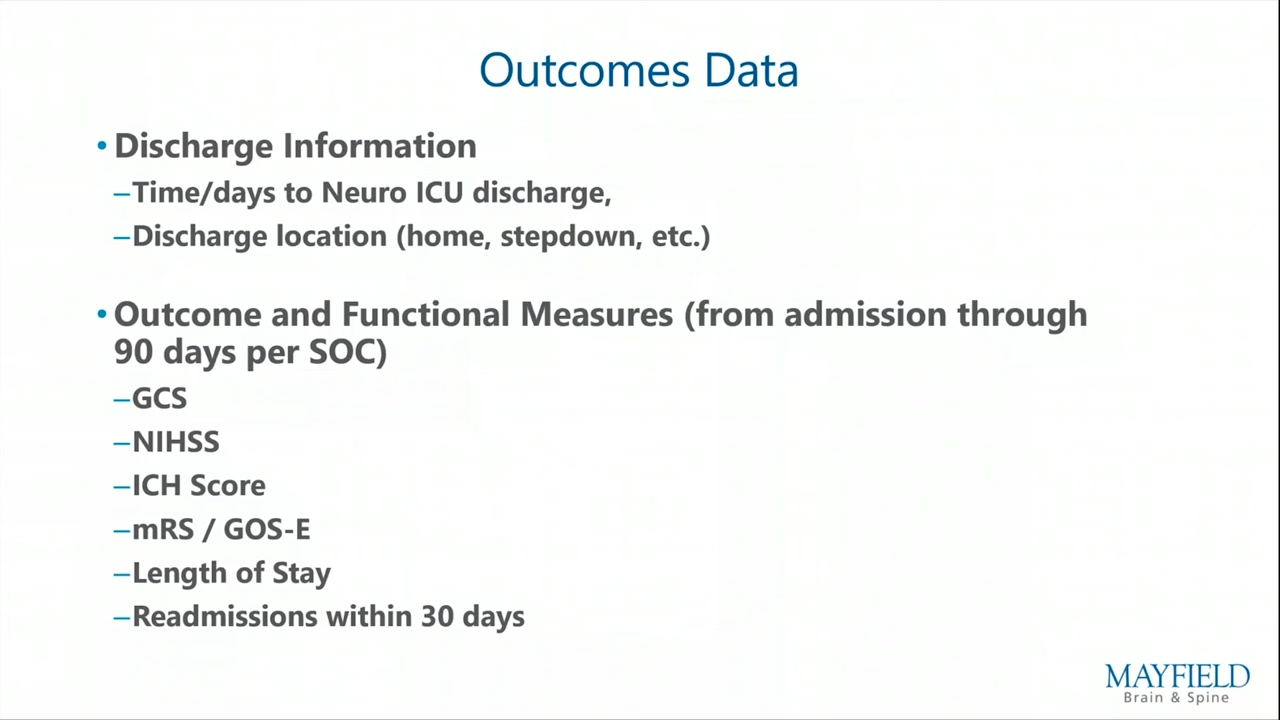 Outcomes Data
• Discharge Information
–Time/days to Neuro ICU discharge,
–Discharge location (home, stepdown, etc.)
• Outcome and Functional Measures (from admission through
90 days per SOC)
–GCS
–NIHSS
–ICH Score
–mRS / GOS-E
–Length of Stay
–Readmissions within 30 days
MAYFIELD
Brain & Spine